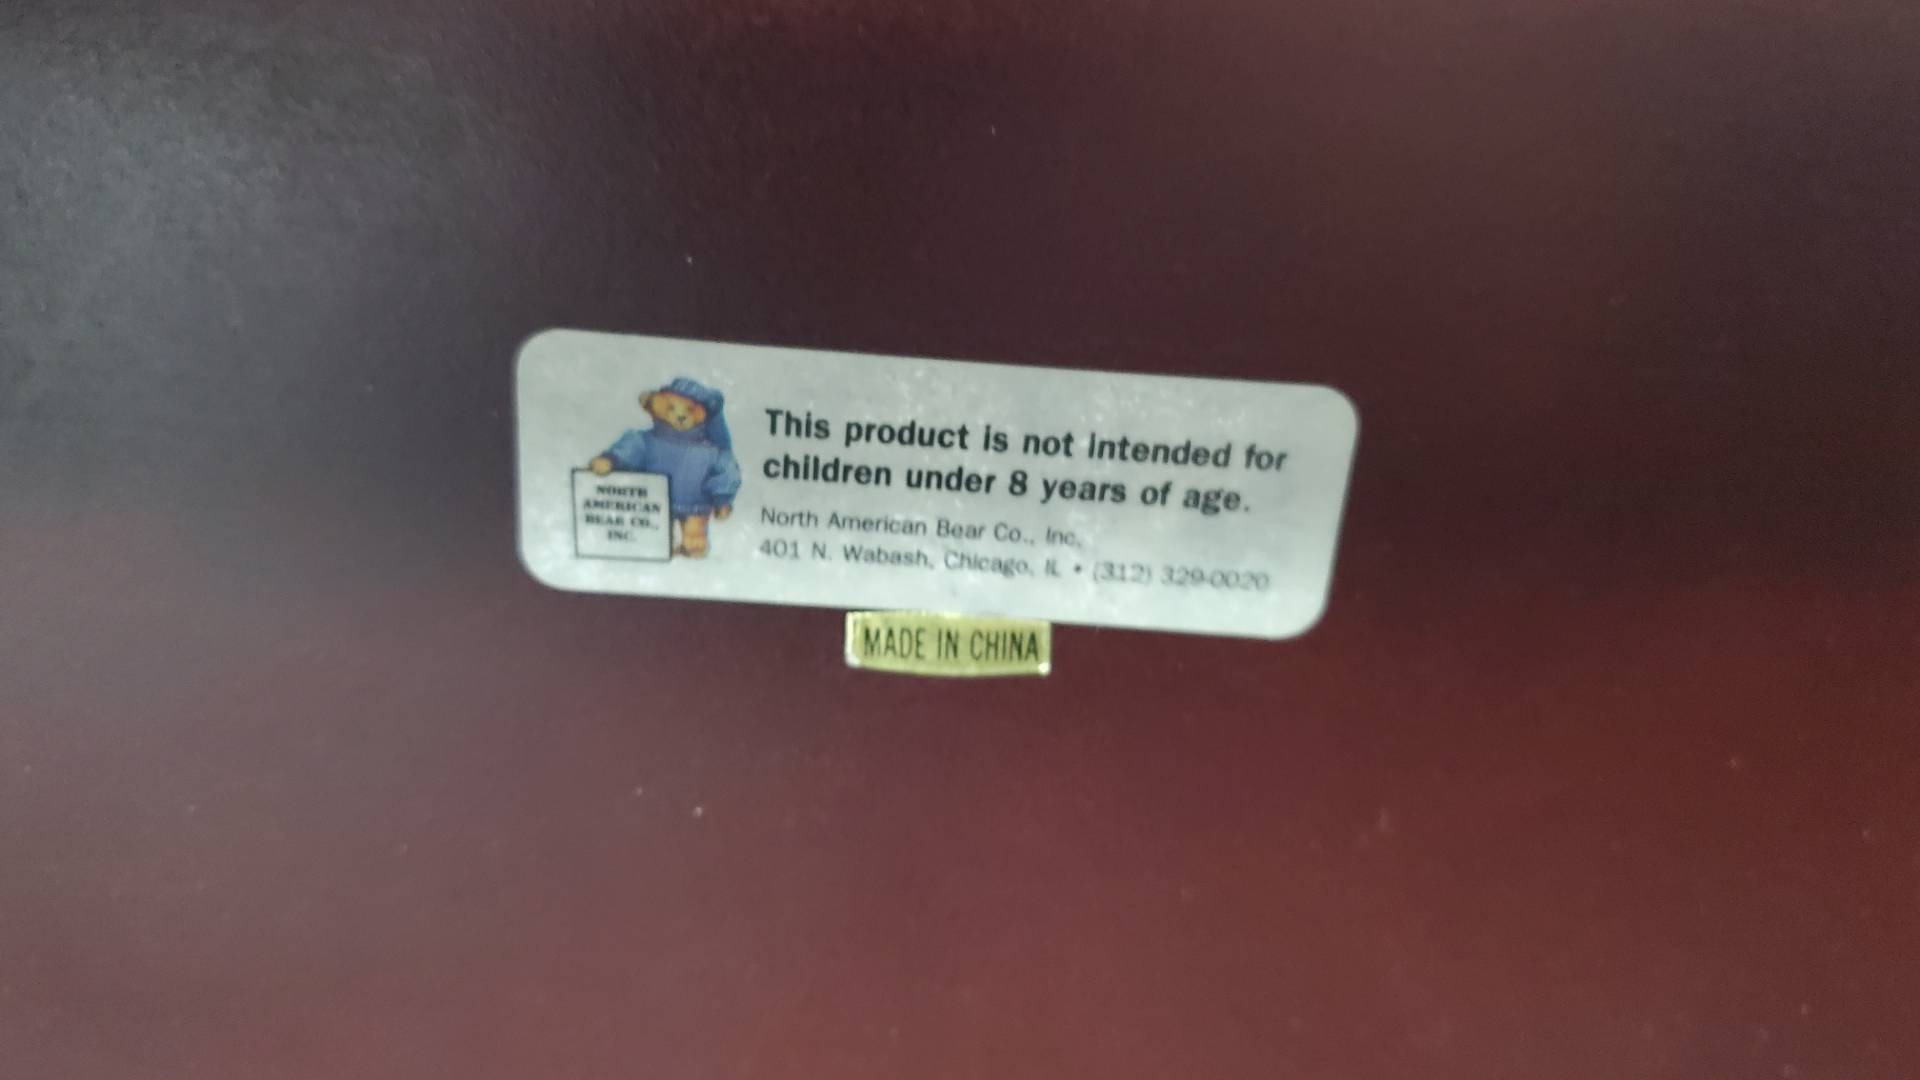 This product is not intended for
children under 8 years of age.
North American Bear Co., Inc.
401 N. Wabash, Chicago, IL • (312) 329-0020
NORTH
AMERICAN
BEAR CO.,
INC.
MADE IN CHINA